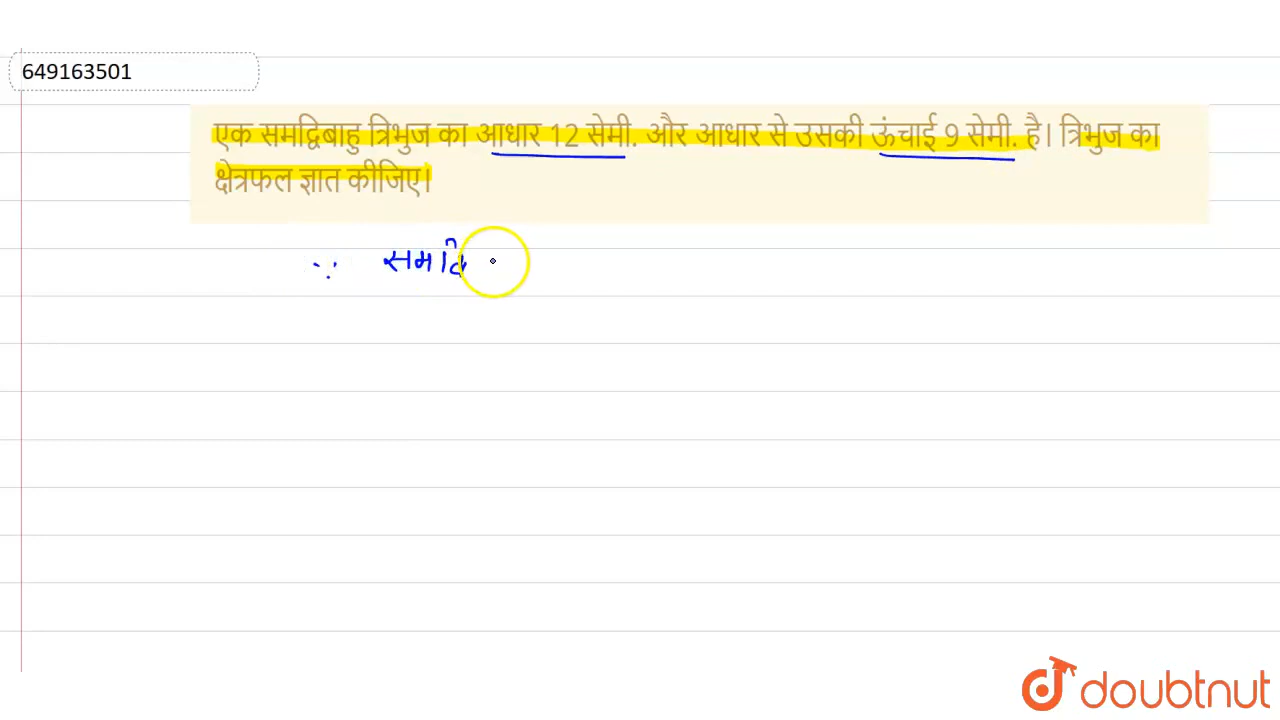 649163501
एक समद्विबाहु त्रिभुज का आधार 12 सेमी. और आधार से उसकी ऊंचाई 9 सेमी. है। त्रिभुज का
क्षेत्रफल ज्ञात कीजिए।
∵ समद्वि
doubtnut